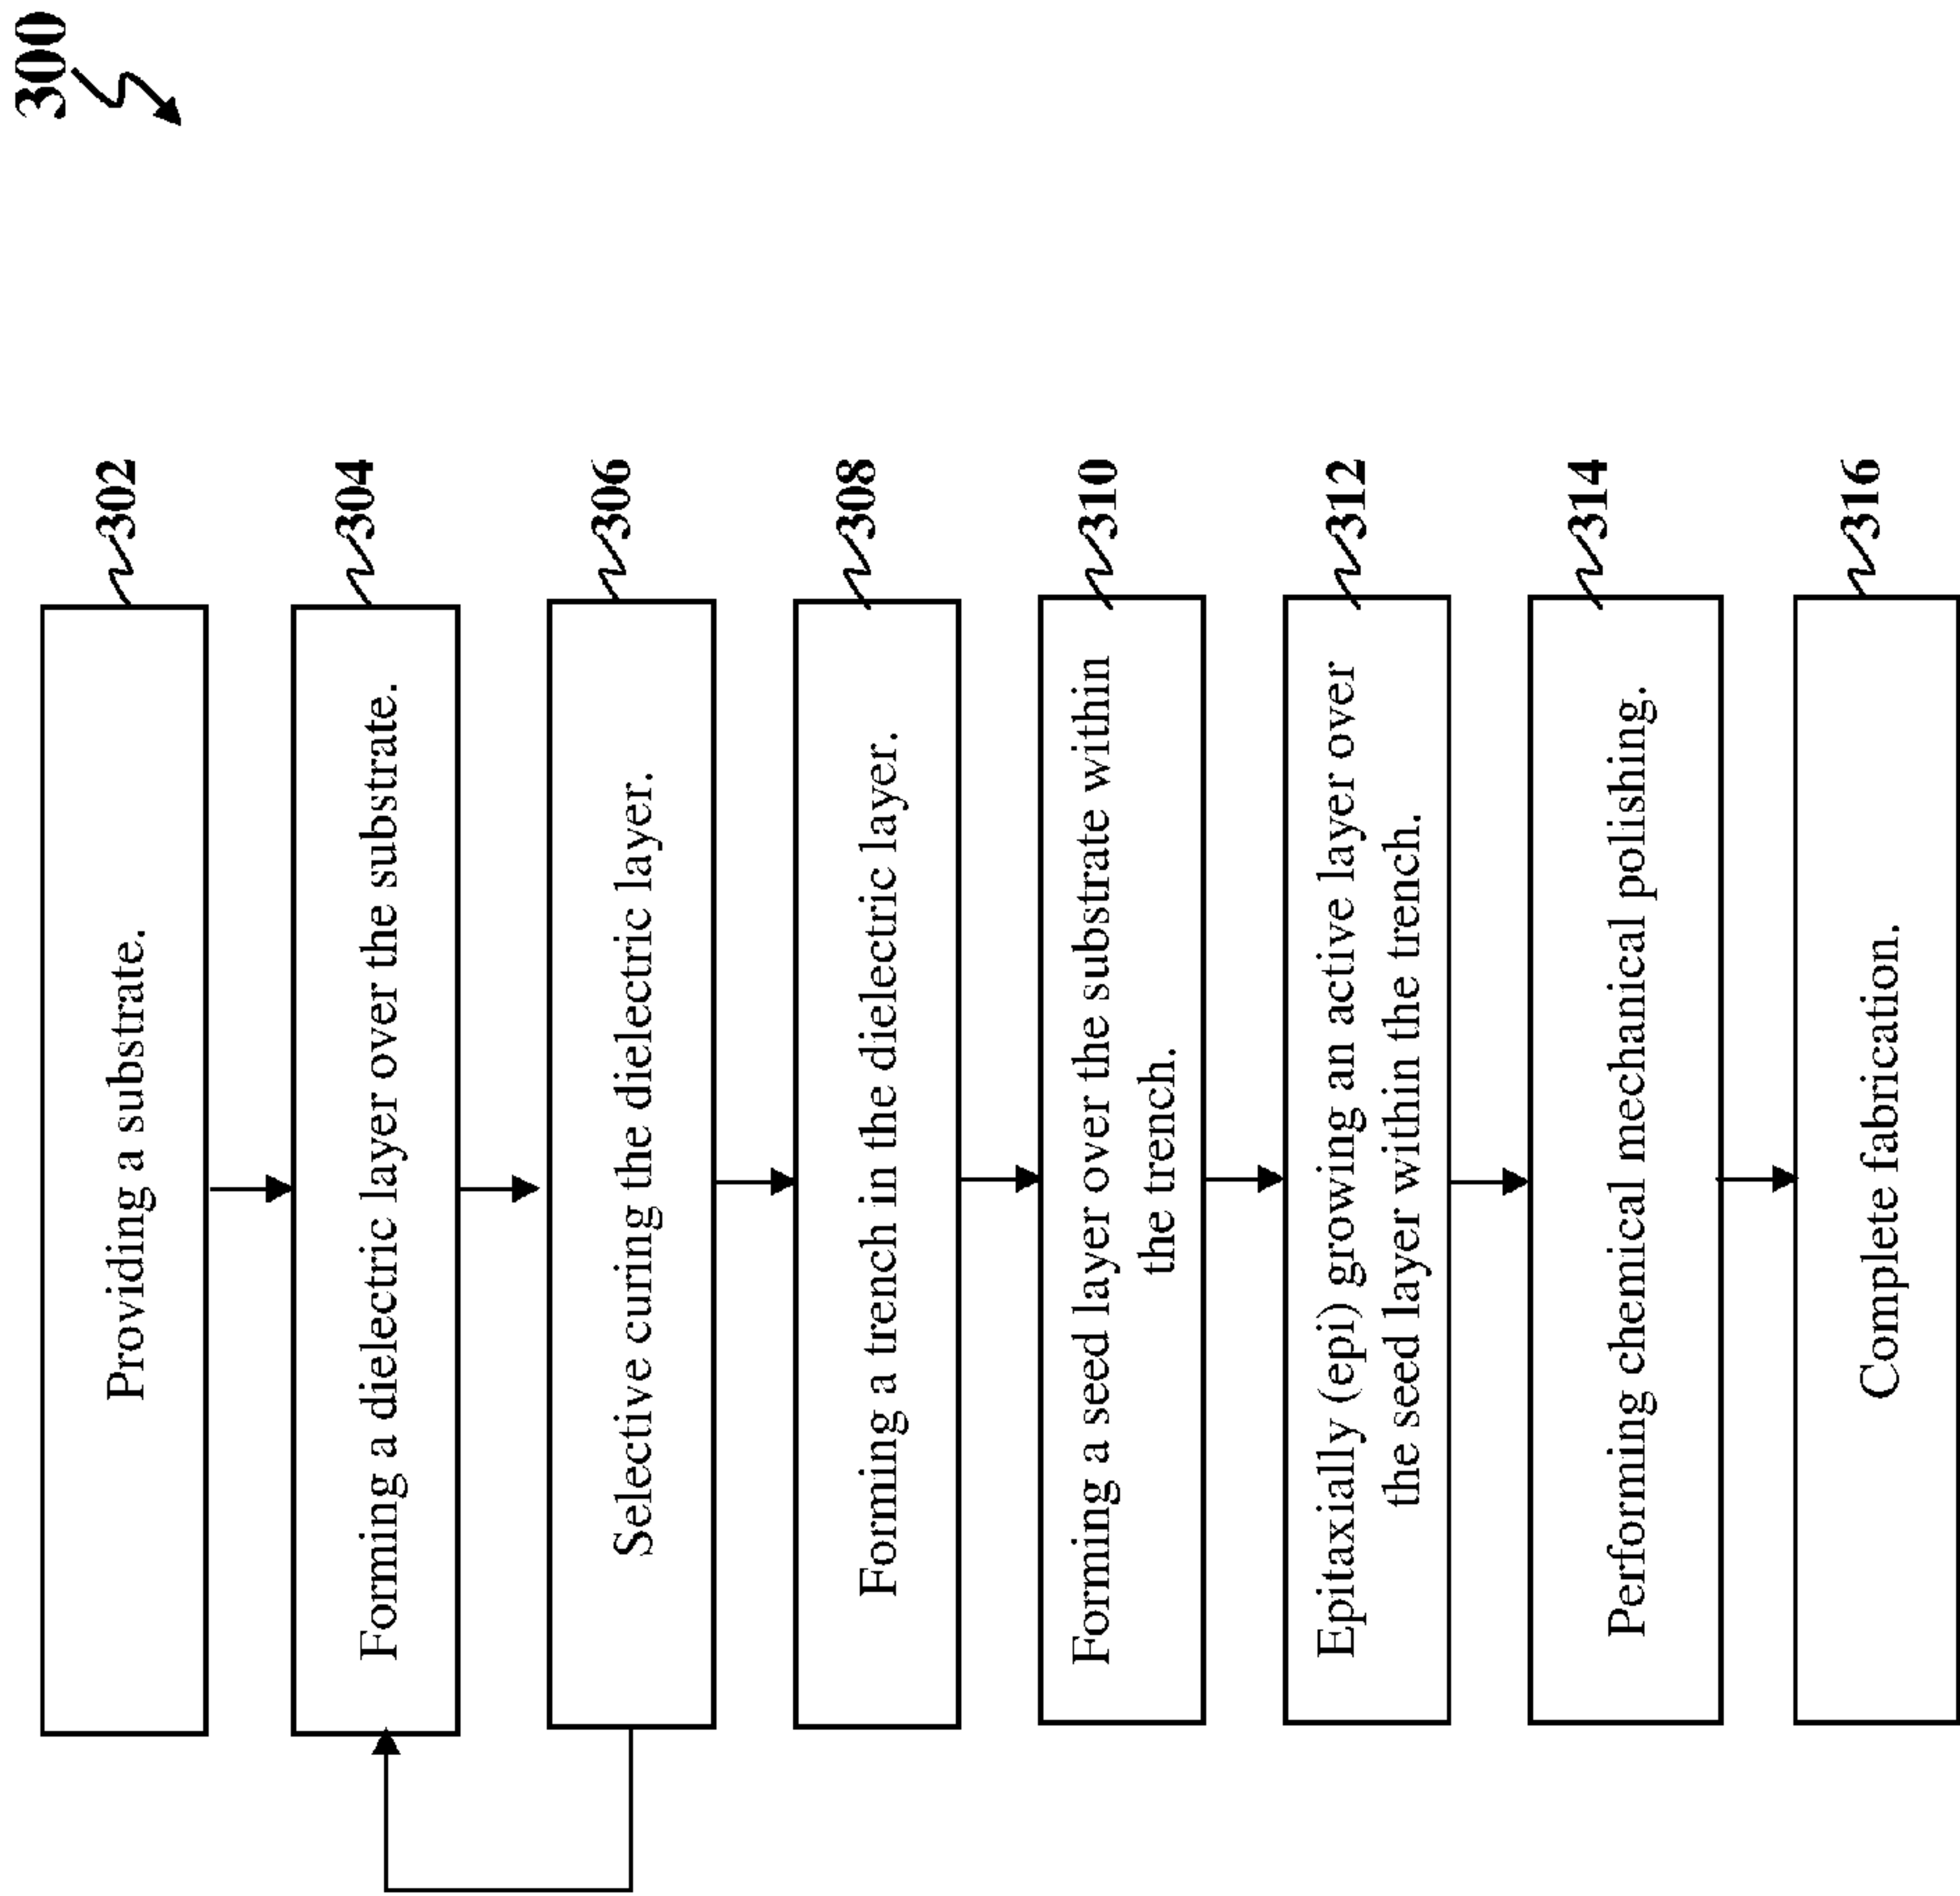 300
Providing a substrate.
302
Forming a dielectric layer over the substrate.
304
Selective curing the dielectric layer.
306
Forming a trench in the dielectric layer.
308
Forming a seed layer over the substrate within
the trench.
310
Epitaxially (epi) growing an active layer over
the seed layer within the trench.
312
Performing chemical mechanical polishing.
314
Complete fabrication.
316